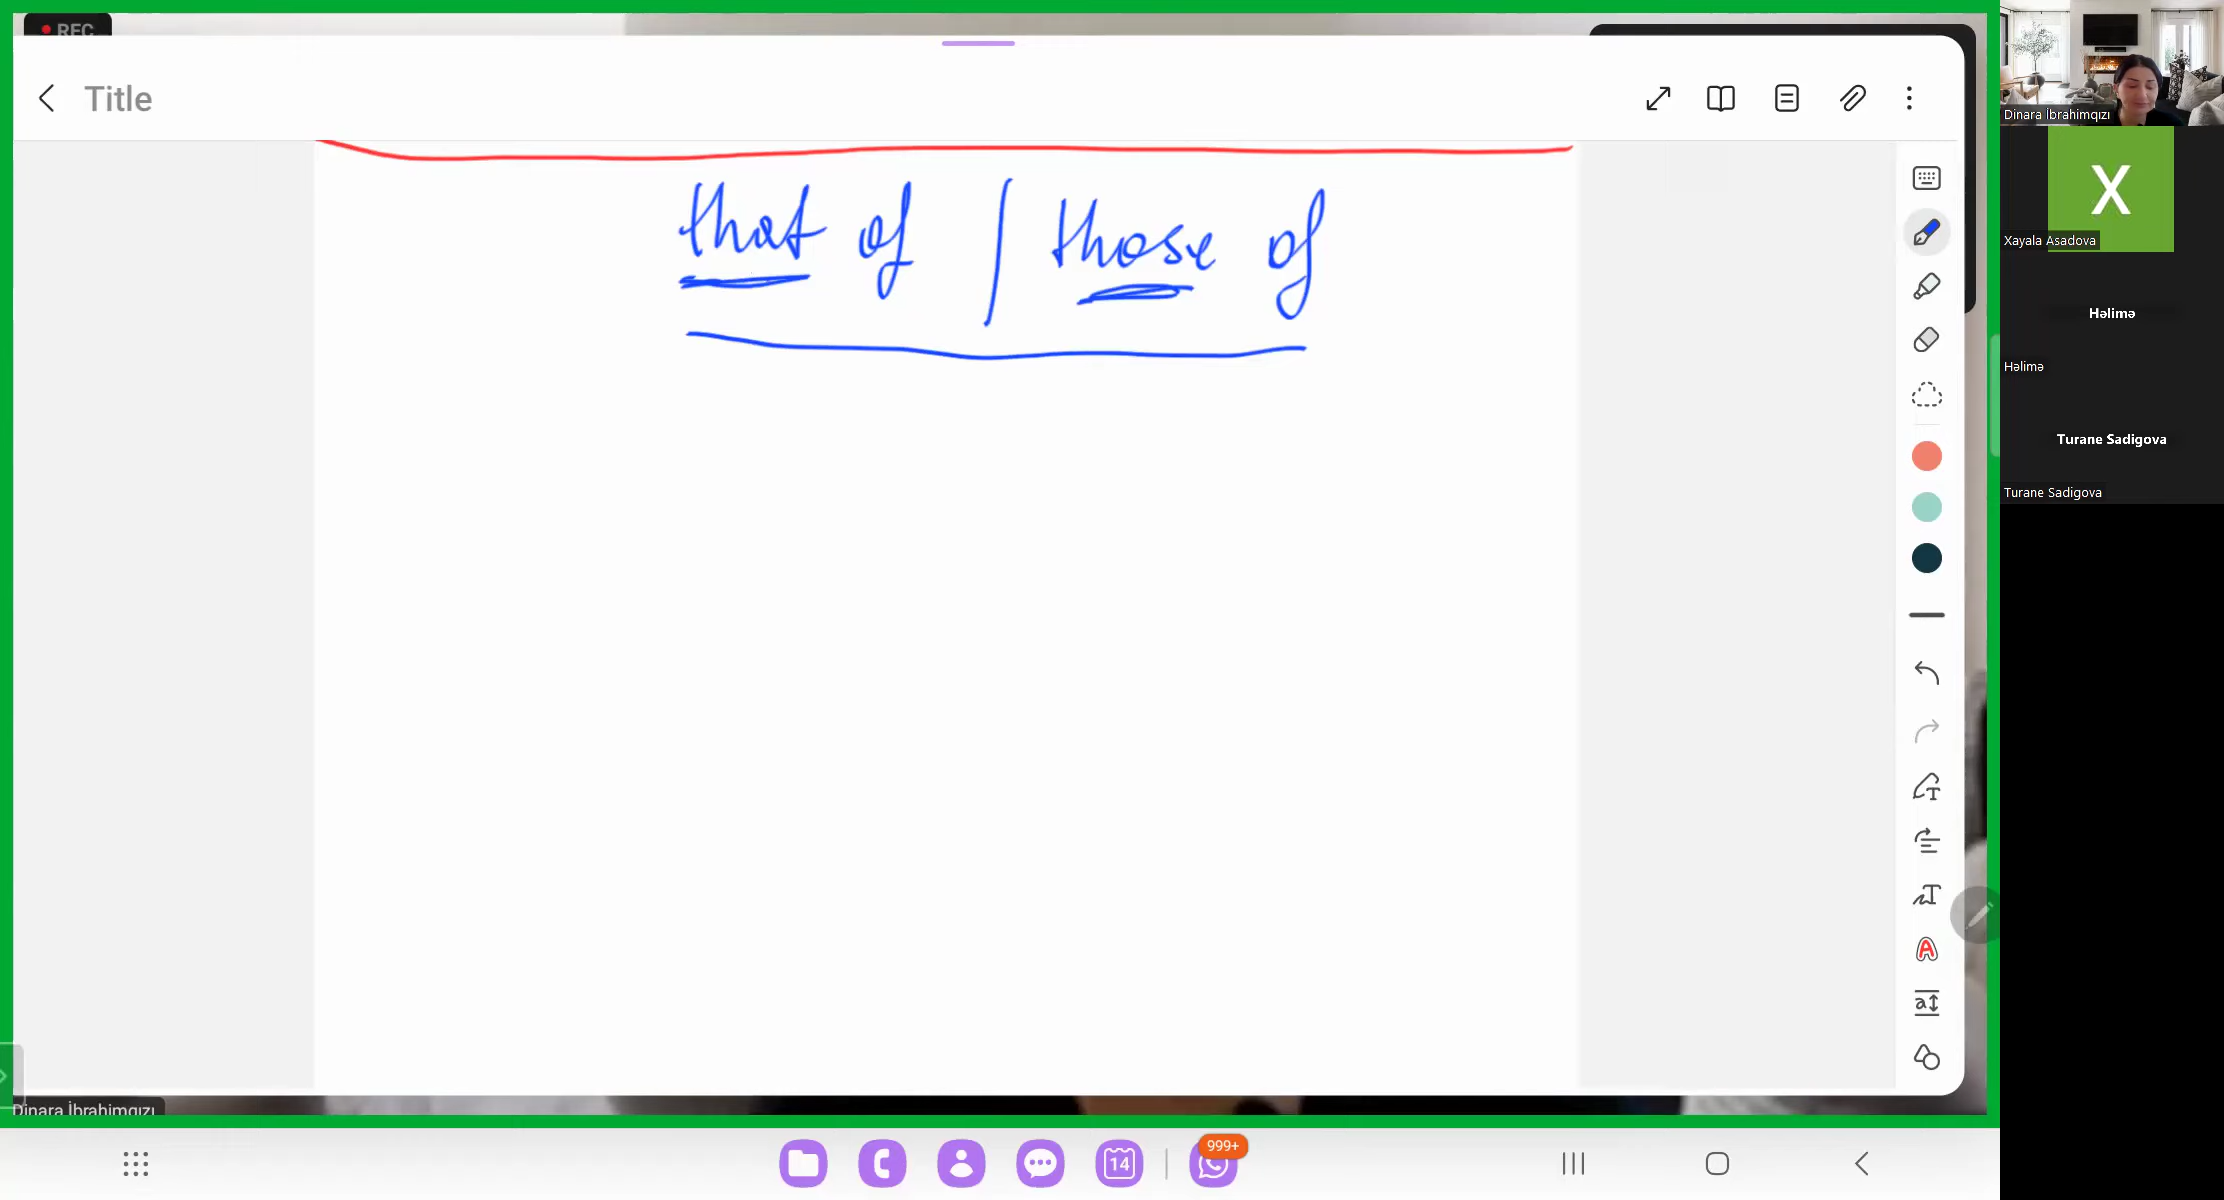 REC
Title
that of / those of
Dinara İbrahimqızı
Xayala Asadova
X
Həlimə
Həlimə
Turane Sadigova
Turane Sadigova
Dinara İbrahimqızı
A
a
T
T
14
999+